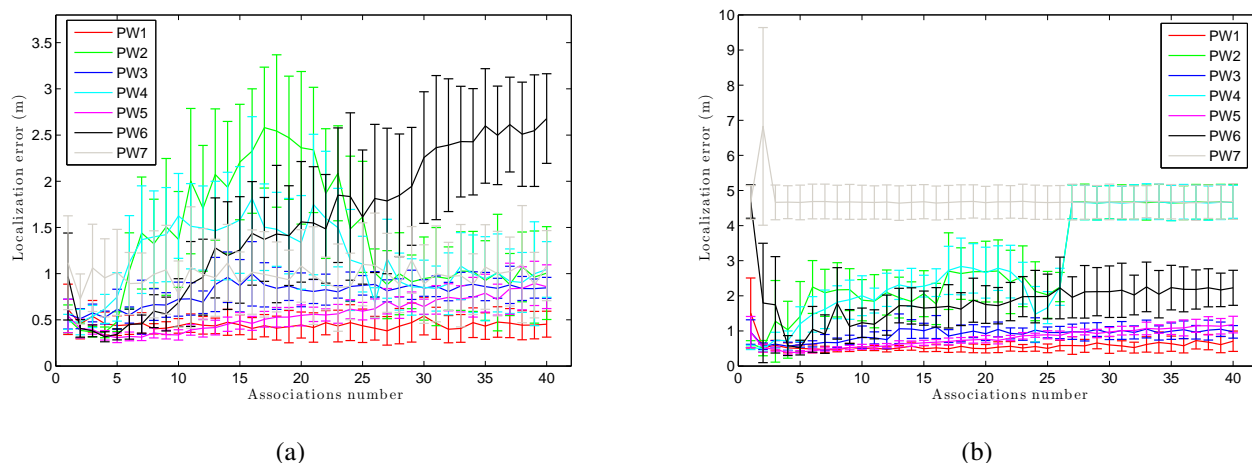 3.5
3
2.5
2
1.5
1
0.5
0
0 5 10 15 20 25 30 35 40
Localization error (m)
Associations number
PW1
PW2
PW3
PW4
PW5
PW6
PW7
(a)
10
9
8
7
6
5
4
3
2
1
0
0 5 10 15 20 25 30 35 40
Localization error (m)
Associations number
PW1
PW2
PW3
PW4
PW5
PW6
PW7
(b)